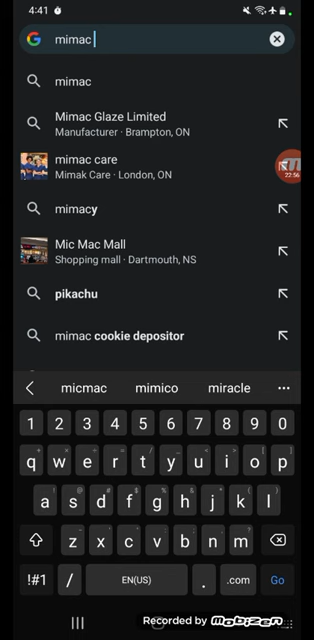 4:41
mimac
mimac
Mimac Glaze Limited
Manufacturer · Brampton, ON
mimac care
Mimak Care · London, ON
22:56
mimacy
Mic Mac Mall
Shopping mall · Dartmouth, NS
pikachu
mimac cookie depositor
micmac mimico miracle
1 2 3 4 5 6 7 8 9 0
q w e r t y u i o p
a s d f g h j k l
z x c v b n m
!#1 / EN(US) . .com Go
Recorded by mobizen